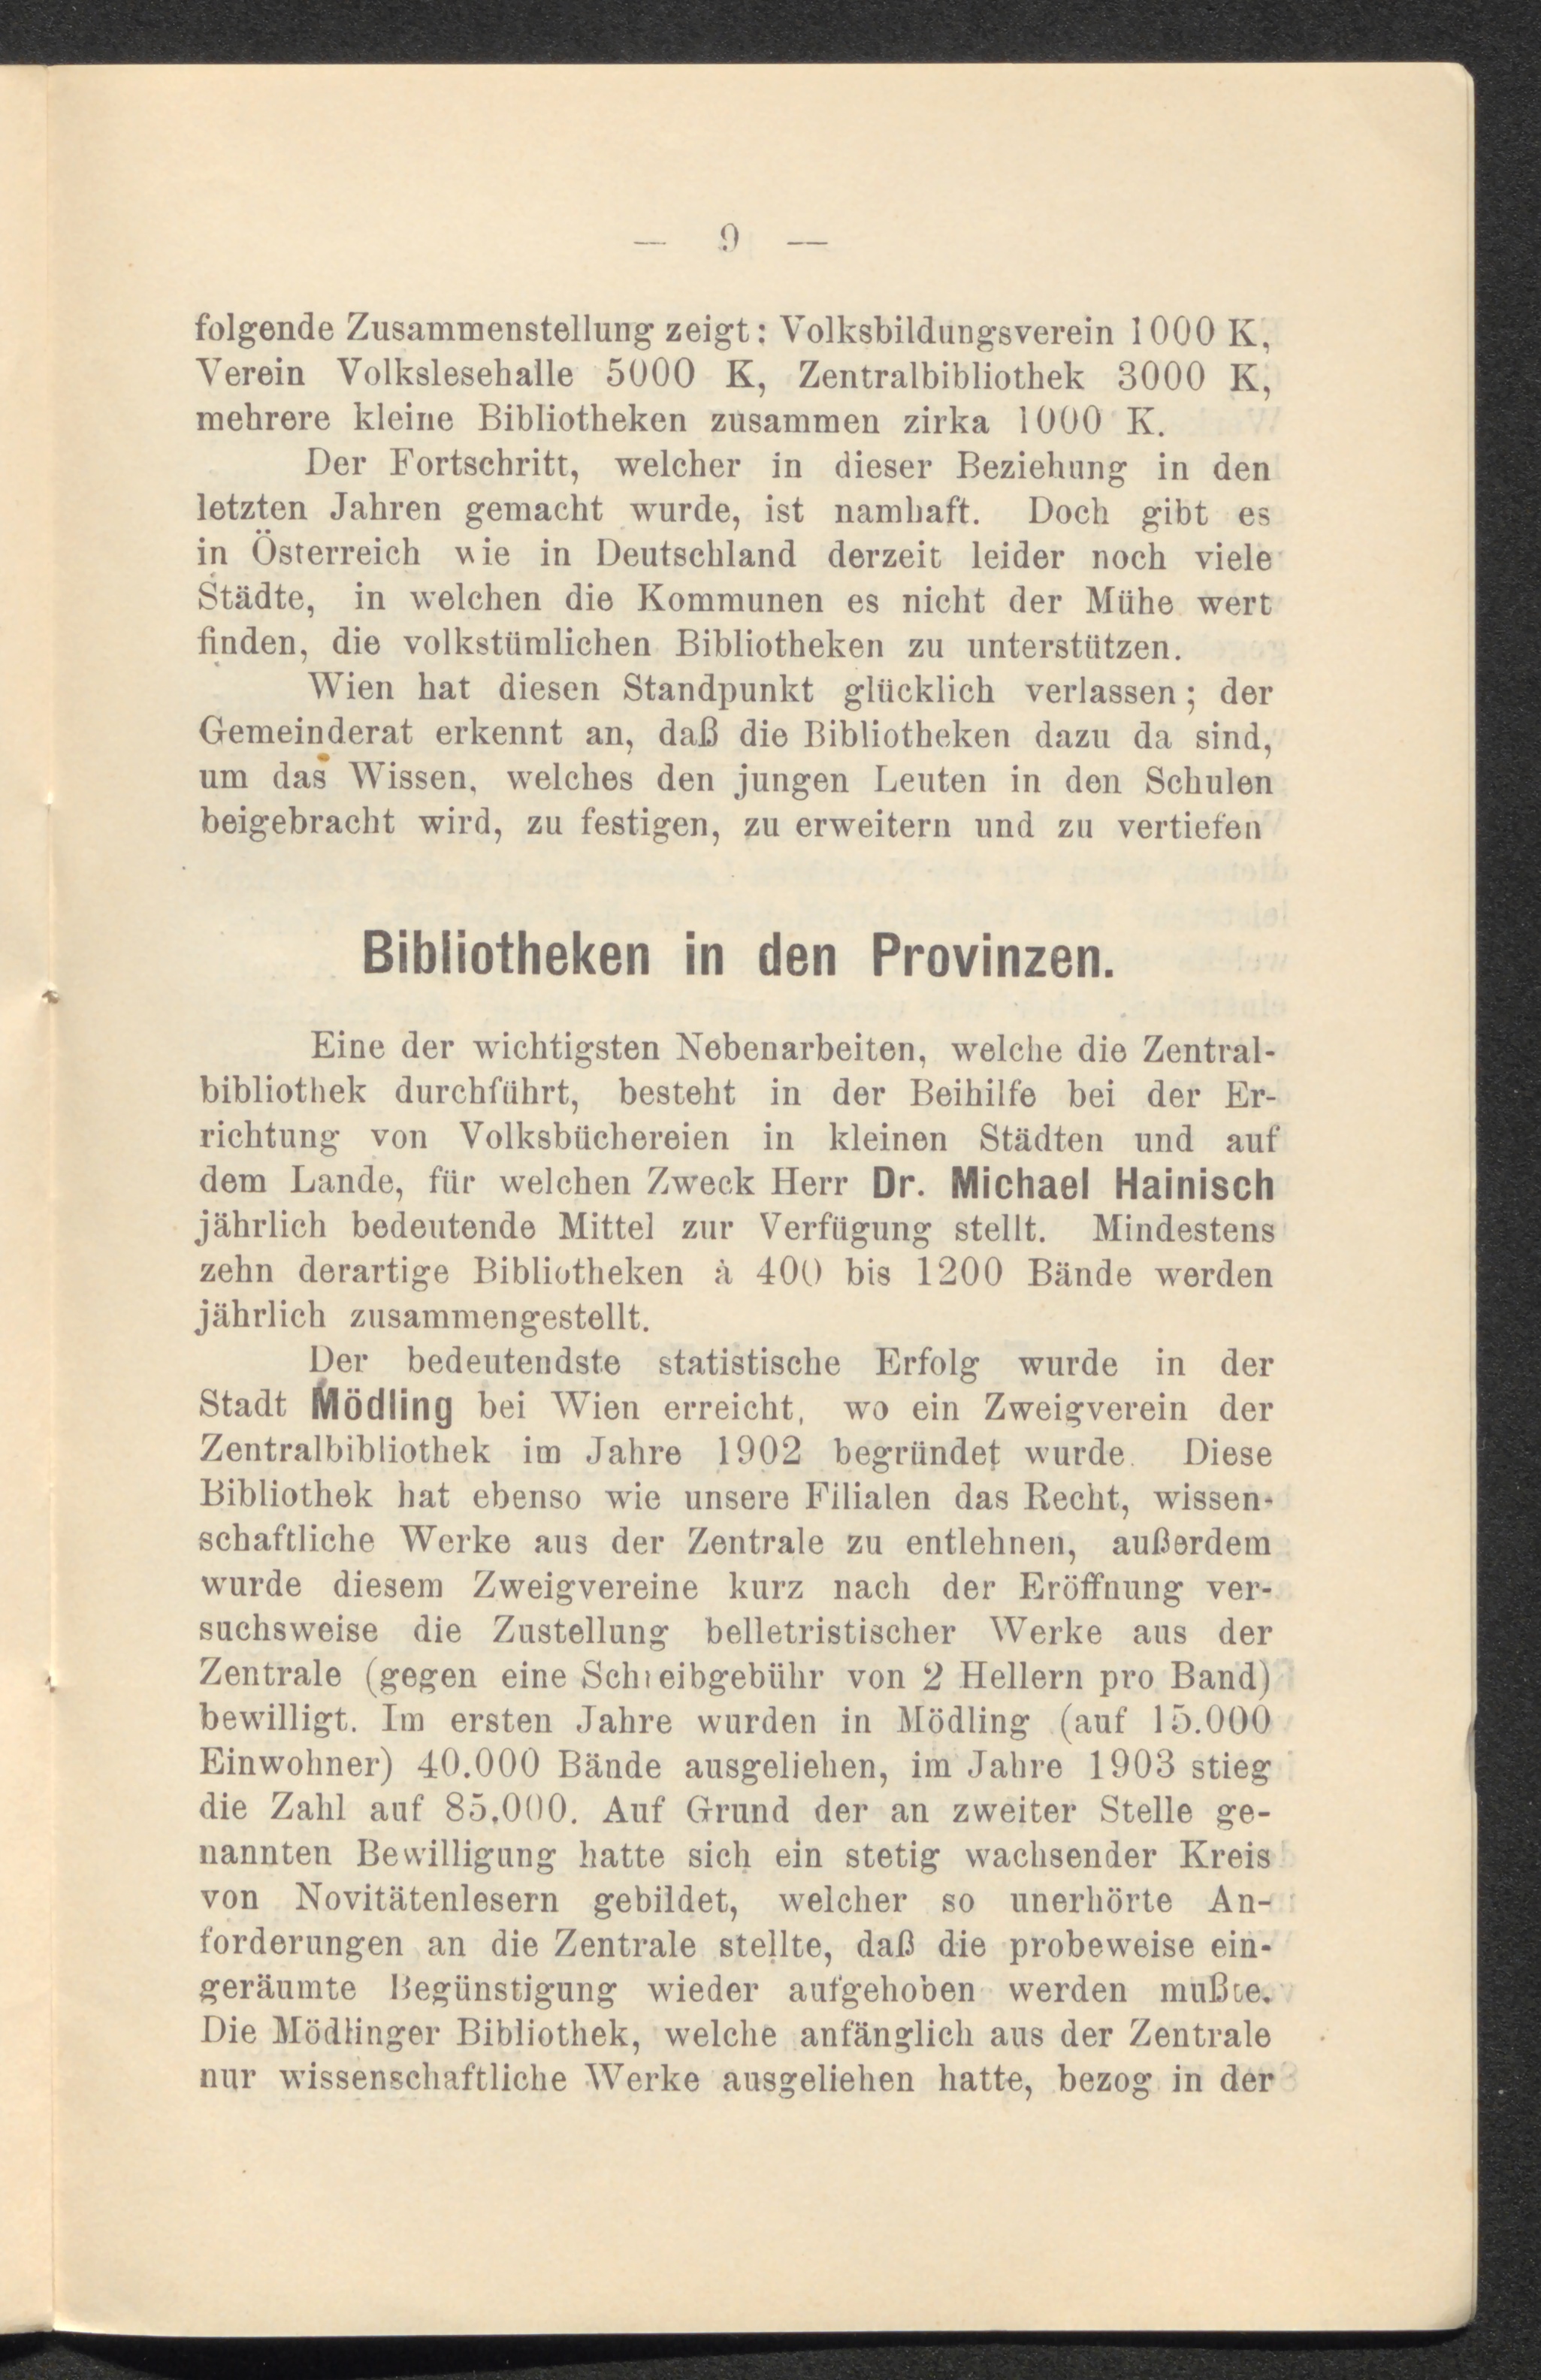 — 9 —
folgende Zusammenstellung zeigt: Volksbildungsverein 1000 K,
Verein Volkslesehalle 5000 K, Zentralbibliothek 3000 K,
mehrere kleine Bibliotheken zusammen zirka 1000 K.
Der Fortschritt, welcher in dieser Beziehung in den
letzten Jahren gemacht wurde, ist namhaft. Doch gibt es
in Österreich wie in Deutschland derzeit leider noch viele
Städte, in welchen die Kommunen es nicht der Mühe wert
finden, die volkstümlichen Bibliotheken zu unterstützen.
Wien hat diesen Standpunkt glücklich verlassen; der
Gemeinderat erkennt an, daß die Bibliotheken dazu da sind,
um das Wissen, welches den jungen Leuten in den Schulen
beigebracht wird, zu festigen, zu erweitern und zu vertiefen
Bibliotheken in den Provinzen.
Eine der wichtigsten Nebenarbeiten, welche die Zentral-
bibliothek durchführt, besteht in der Beihilfe bei der Er-
richtung von Volksbüchereien in kleinen Städten und auf
dem Lande, für welchen Zweck Herr Dr. Michael Hainisch
jährlich bedeutende Mittel zur Verfügung stellt. Mindestens
zehn derartige Bibliotheken à 400 bis 1200 Bände werden
jährlich zusammengestellt.
Der bedeutendste statistische Erfolg wurde in der
Stadt Mödling bei Wien erreicht, wo ein Zweigverein der
Zentralbibliothek im Jahre 1902 begründet wurde. Diese
Bibliothek hat ebenso wie unsere Filialen das Recht, wissen-
schaftliche Werke aus der Zentrale zu entlehnen, außerdem
wurde diesem Zweigvereine kurz nach der Eröffnung ver-
suchsweise die Zustellung belletristischer Werke aus der
Zentrale (gegen eine Schreibgebühr von 2 Hellern pro Band)
bewilligt. Im ersten Jahre wurden in Mödling (auf 15.000
Einwohner) 40.000 Bände ausgeliehen, im Jahre 1903 stieg
die Zahl auf 85.000. Auf Grund der an zweiter Stelle ge-
nannten Bewilligung hatte sich ein stetig wachsender Kreis
von Novitätenlesern gebildet, welcher so unerhörte An-
forderungen an die Zentrale stellte, daß die probeweise ein-
geräumte Begünstigung wieder aufgehoben werden mußte.
Die Mödlinger Bibliothek, welche anfänglich aus der Zentrale
nur wissenschaftliche Werke ausgeliehen hatte, bezog in der